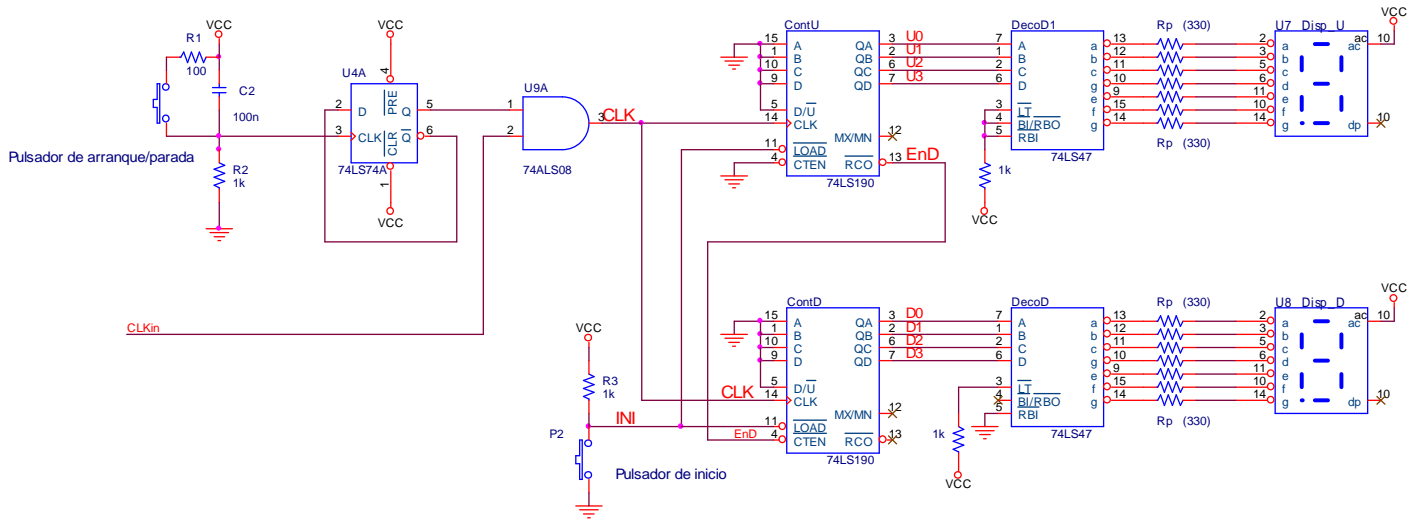 VCC
R1
100
C2
100n
Pulsador de arranque/parada
R2
1k
VCC
U4A
4
2
D
PRE
Q
5
3
CLK
CLR
Q
6
74LS74A
1
VCC
U9A
1
2
3
74ALS08
CLK
CLKin
ContU
15
A
QA
3
U0
1
B
QB
2
U1
10
C
QC
6
U2
9
D
QD
7
U3
5
D/U
14
CLK
MX/MN
12
11
LOAD
4
CTEN
RCO
13
EnD
74LS190
DecoD1
7
A
a
13
1
B
b
12
2
C
c
11
6
D
d
10
e
9
3
LT
f
15
4
BI/RBO
g
14
5
RBI
74LS47
1k
VCC
Rp (330)
Rp (330)
U7_Disp_U
VCC
2
a
ac
10
3
b
5
c
6
d
11
e
10
f
14
g
dp
10
VCC
R3
1k
INI
P2
Pulsador de inicio
CLK
EnD
ContD
15
A
QA
3
D0
1
B
QB
2
D1
10
C
QC
6
D2
9
D
QD
7
D3
5
D/U
14
CLK
MX/MN
12
11
LOAD
4
CTEN
RCO
13
74LS190
DecoD
7
A
a
13
1
B
b
12
2
C
c
11
6
D
d
10
e
9
3
LT
f
15
4
BI/RBO
g
14
5
RBI
74LS47
1k
VCC
Rp (330)
Rp (330)
U8_Disp_D
VCC
2
a
ac
10
3
b
5
c
6
d
11
e
10
f
14
g
dp
10